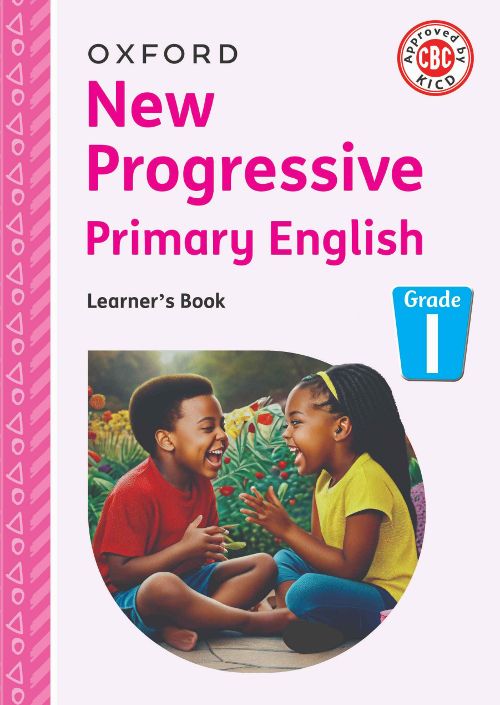 OXFORD
Approved by
CBC
KICD
New
Progressive
Primary English
Learner's Book
Grade
1